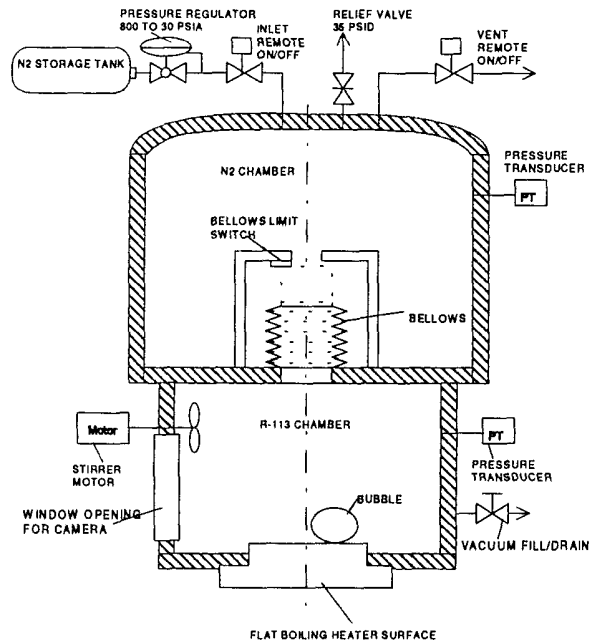 PRESSURE REGULATOR
800 TO 30 PSIA
INLET
REMOTE
ON/OFF
RELIEF VALVE
35 PSID
VENT
REMOTE
ON/OFF
N2 STORAGE TANK
N2 CHAMBER
PRESSURE
TRANSDUCER
PT
BELLOWS LIMIT
SWITCH
BELLOWS
Motor
STIRRER
MOTOR
R-113 CHAMBER
PT
PRESSURE
TRANSDUCER
WINDOW OPENING
FOR CAMERA
BUBBLE
VACUUM FILL/DRAIN
FLAT BOILING HEATER SURFACE